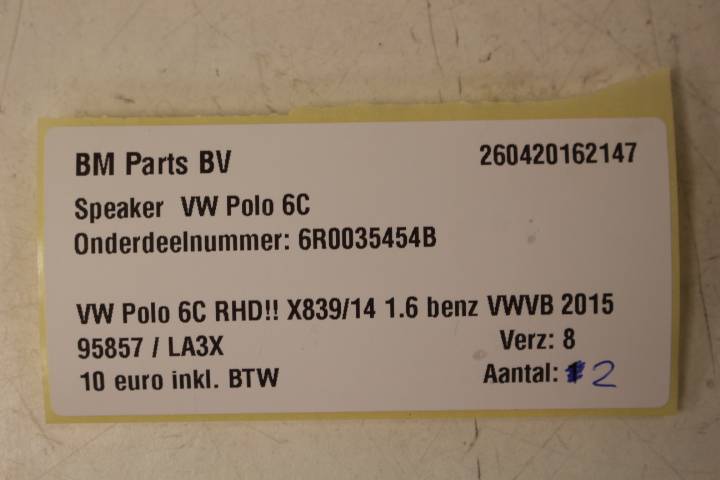 BM Parts BV 260420162147
Speaker VW Polo 6C
Onderdeelnummer: 6R0035454B
VW Polo 6C RHD!! X839/14 1.6 benz VWVB 2015
95857 / LA3X Verz: 8
10 euro inkl. BTW Aantal: 2